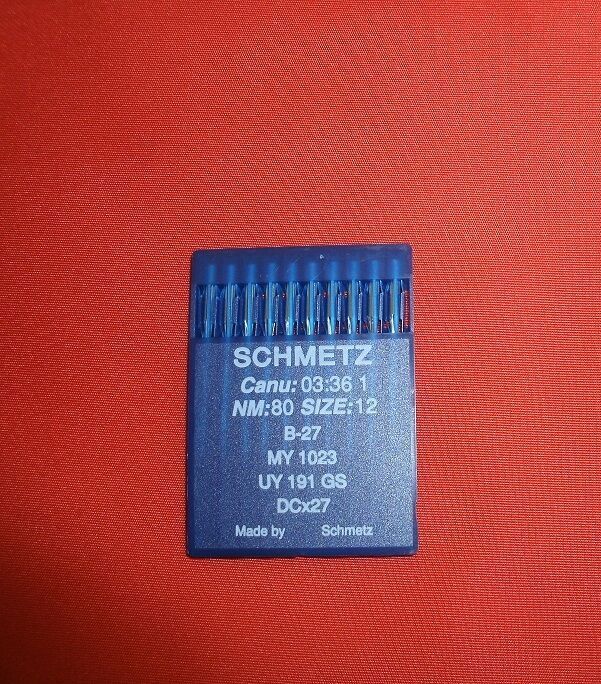 SCHMETZ
Canu: 03:36 1
NM:80 SIZE:12
B-27
MY 1023
UY 191 GS
DCx27
Made by Schmetz